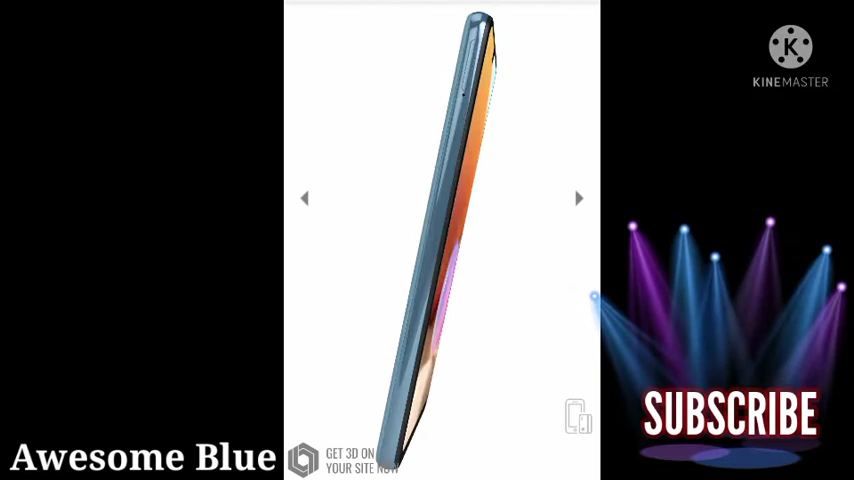 K
KINEMASTER
SUBSCRIBE
Awesome Blue
GET 3D ON
YOUR SITE NOW